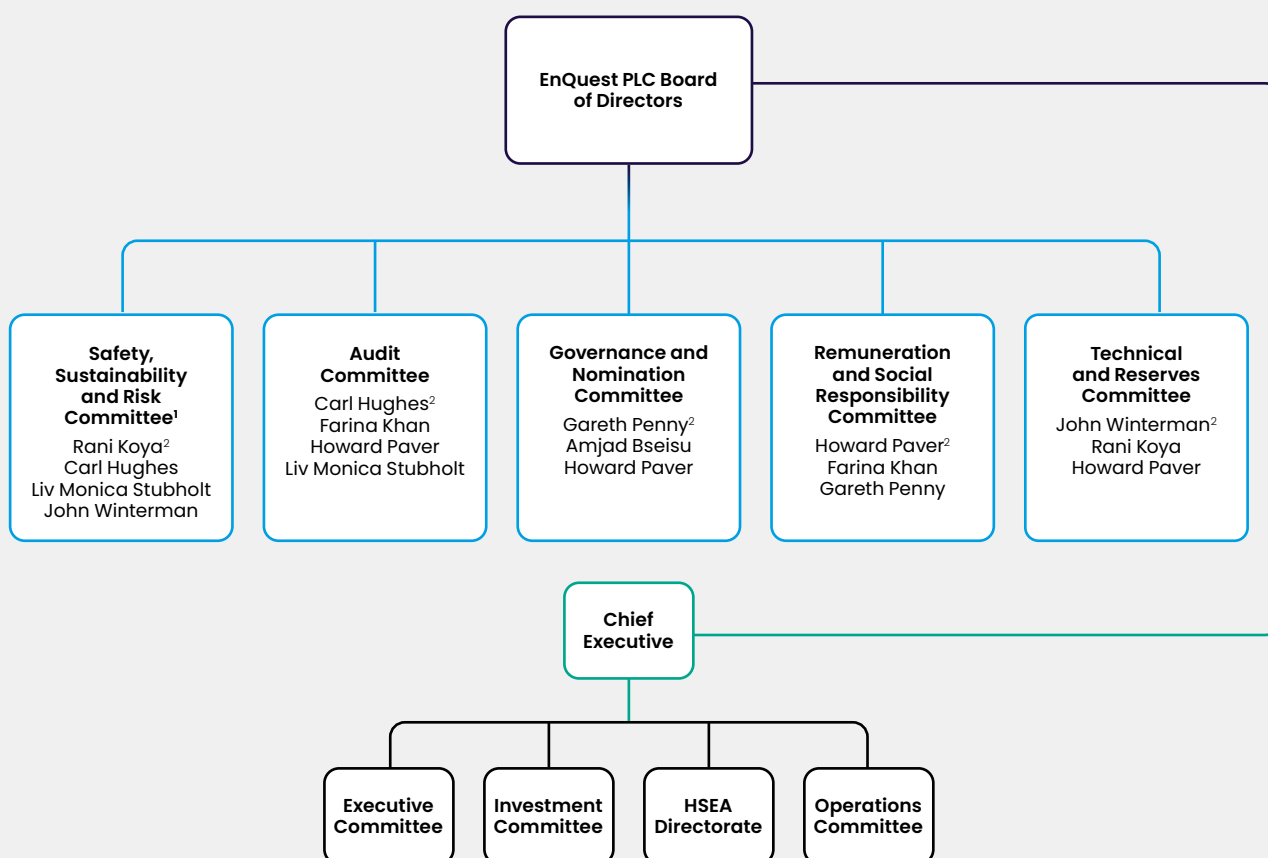 EnQuest PLC Board
of Directors
Safety,
Sustainability
and Risk
Committee¹
Rani Koya²
Carl Hughes
Liv Monica Stubholt
John Winterman
Audit
Committee
Carl Hughes²
Farina Khan
Howard Paver
Liv Monica Stubholt
Governance and
Nomination
Committee
Gareth Penny²
Amjad Bseisu
Howard Paver
Remuneration
and Social
Responsibility
Committee
Howard Paver²
Farina Khan
Gareth Penny
Technical
and Reserves
Committee
John Winterman²
Rani Koya
Howard Paver
Chief
Executive
Executive
Committee
Investment
Committee
HSEA
Directorate
Operations
Committee